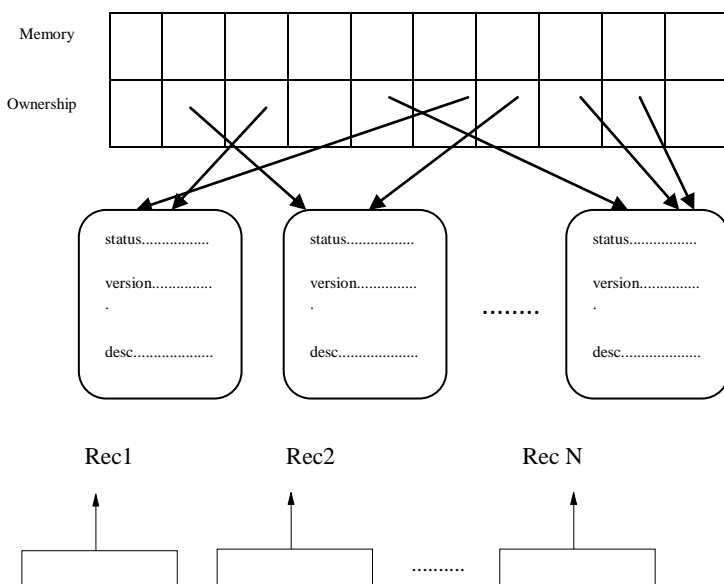 Memory
Ownership
status.................
status.................
status.................
version...............
version...............
version...............
.
.
.
........
desc....................
desc....................
desc....................
Rec1
Rec2
Rec N
..........